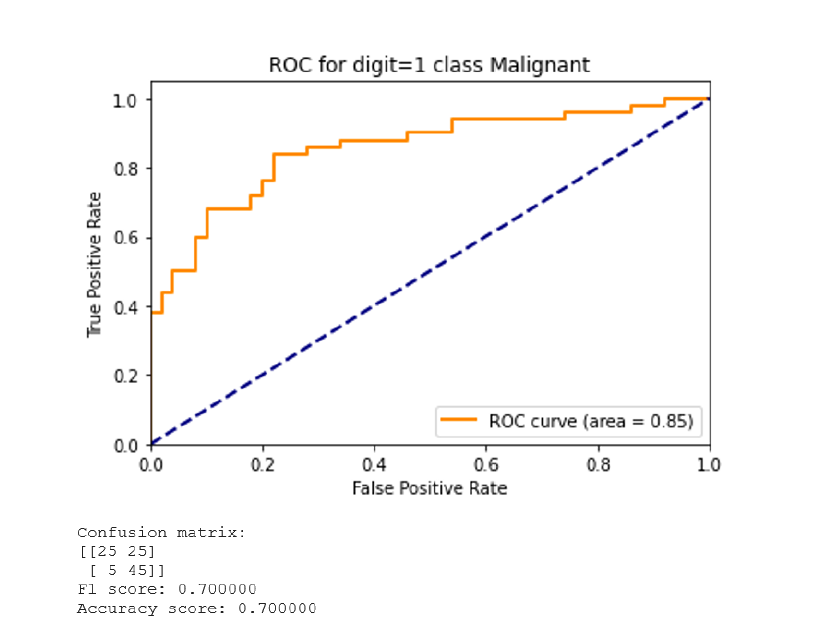 ROC for digit=1 class Malignant
1.0
0.8
0.6
0.4
0.2
0.0
True Positive Rate
ROC curve (area = 0.85)
0.0 0.2 0.4 0.6 0.8 1.0
False Positive Rate
Confusion matrix:
[[25 25]
 [ 5 45]]
F1 score: 0.700000
Accuracy score: 0.700000